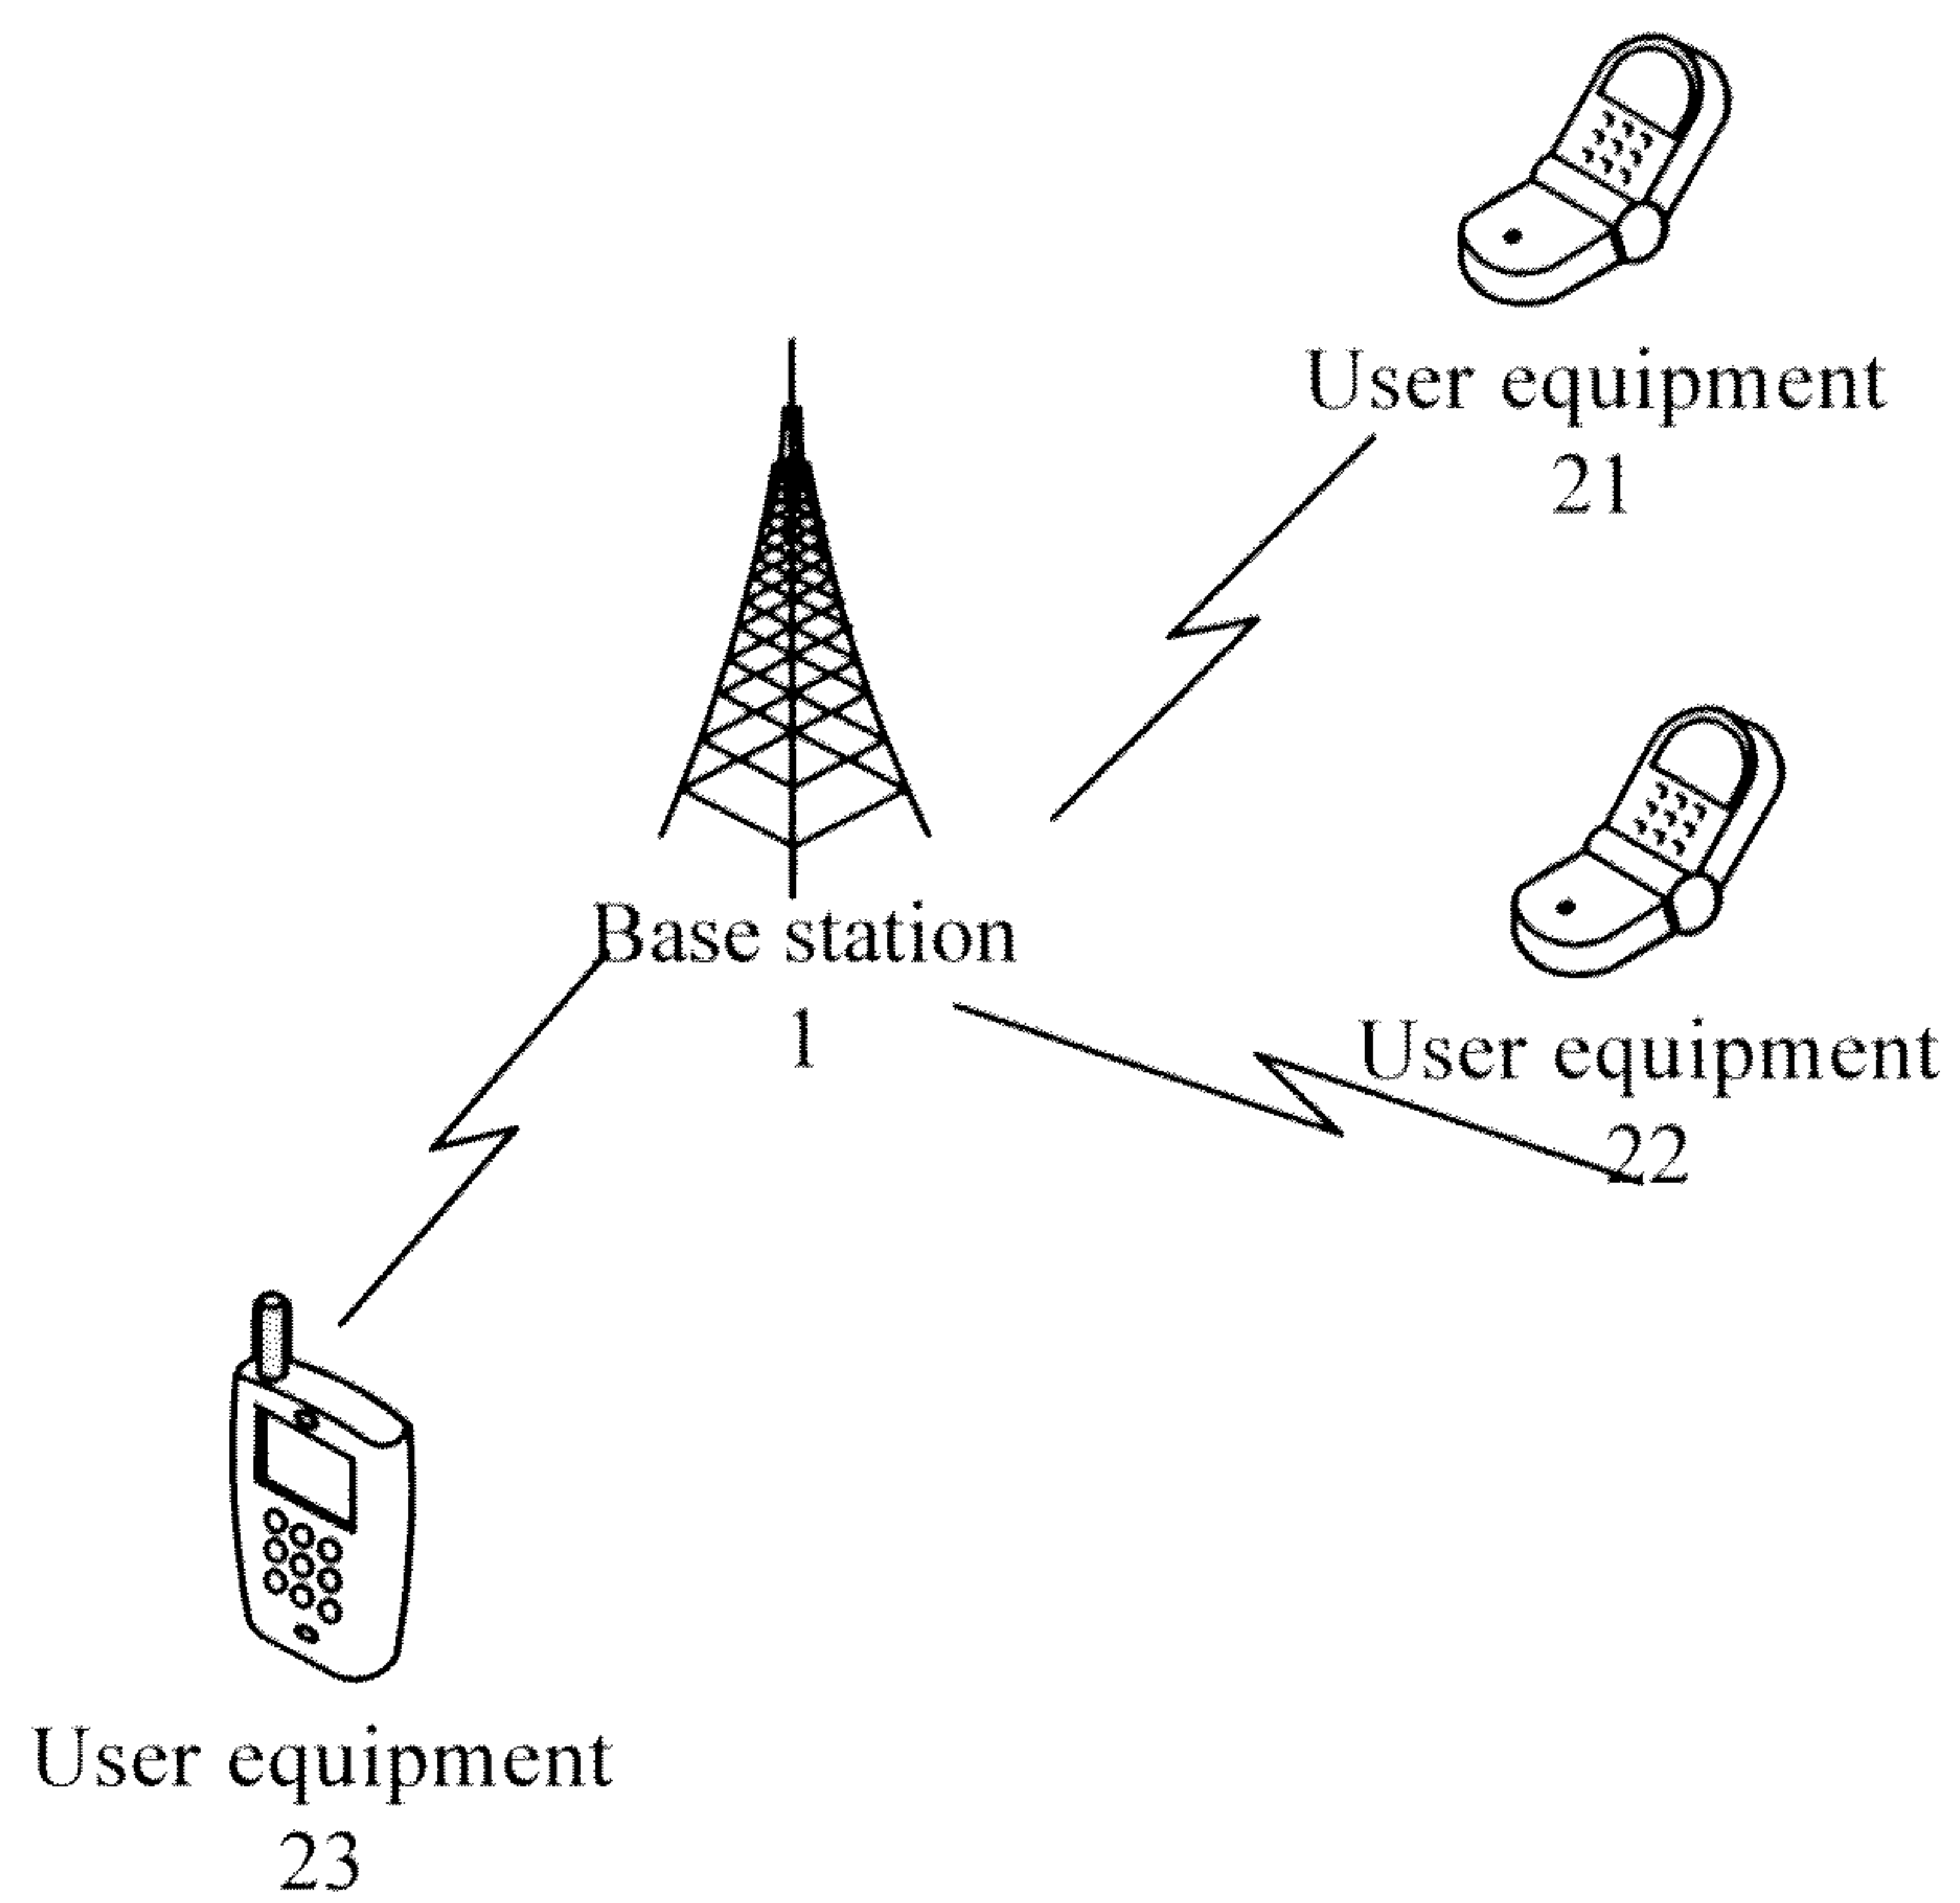 User equipment
21
Base station
1
User equipment
22
User equipment
23